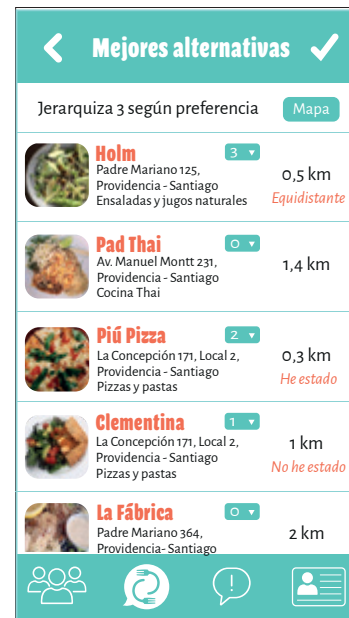 Mejores alternativas
Jerarquiza 3 según preferencia
Mapa
Holm
3
Padre Mariano 125,
Providencia - Santiago
Ensaladas y jugos naturales
0,5 km
Equidistante
Pad Thai
0
Av. Manuel Montt 231,
Providencia - Santiago
Cocina Thai
1,4 km
Piú Pizza
2
La Concepción 171, Local 2,
Providencia - Santiago
Pizzas y pastas
0,3 km
He estado
Clementina
1
La Concepción 171, Local 2,
Providencia - Santiago
Pizzas y pastas
1 km
No he estado
La Fábrica
0
Padre Mariano 364,
Providencia- Santiago
2 km